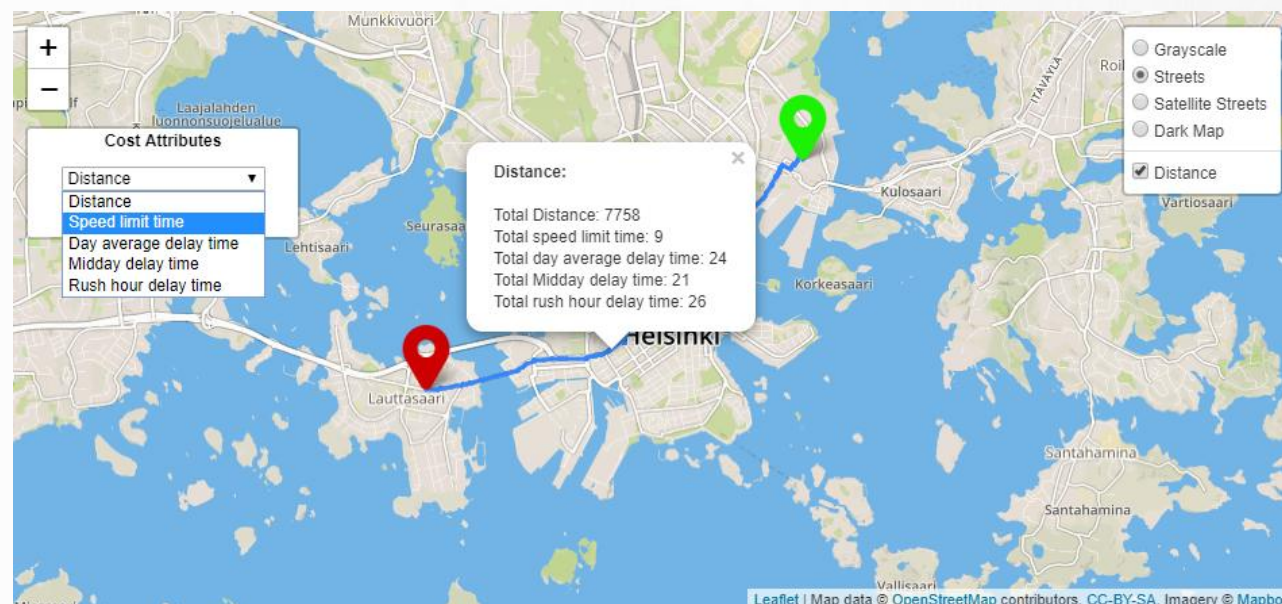 Munkkivuori
+
−
Laajalahden
luonnonsuojelualue
Cost Attributes
Distance
Distance
Speed limit time
Day average delay time
Midday delay time
Rush hour delay time
Lehtisaari
×
Distance:
Total Distance: 7758
Total speed limit time: 9
Total day average delay time: 24
Total Midday delay time: 21
Total rush hour delay time: 26
Helsinki
Lauttasaari
ITÄVÄYLÄ
Kulosaari
Korkeasaari
Grayscale
Streets
Satellite Streets
Dark Map
Distance
Vartiosaari
Santahamina
Santahamina
Vallisaari
Leaflet | Map data © OpenStreetMap contributors, CC-BY-SA, Imagery © Mapbo